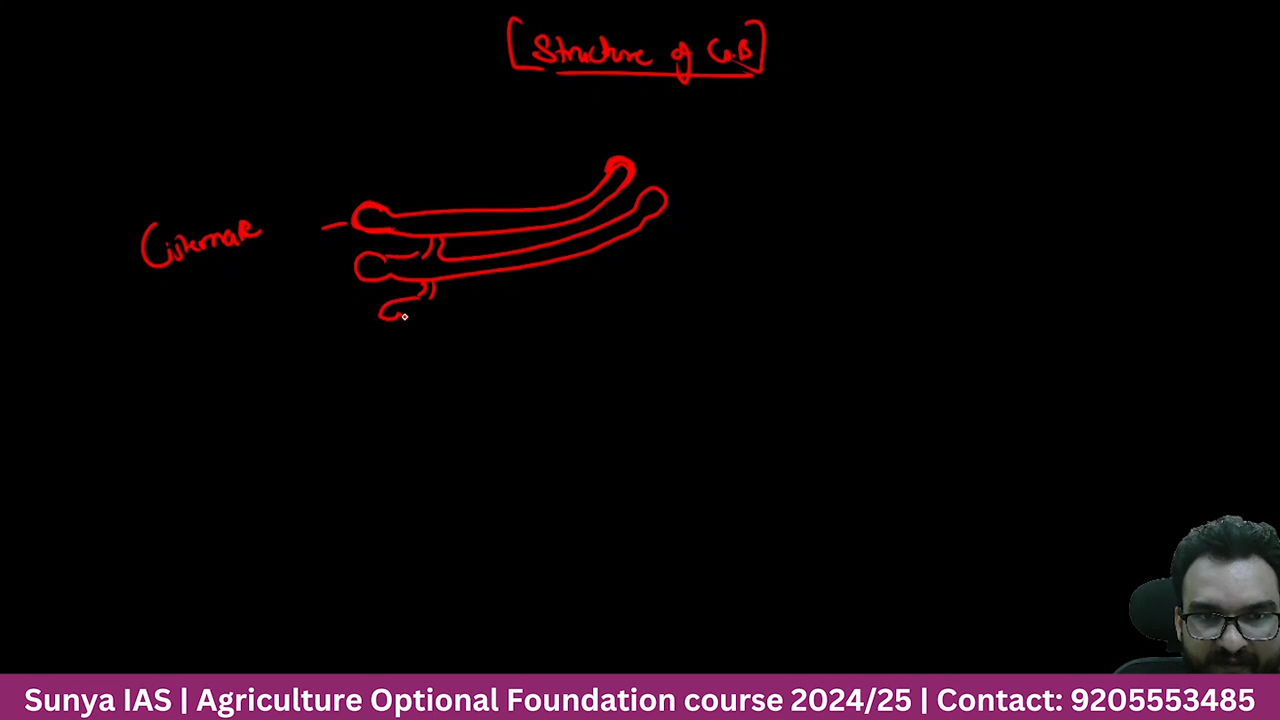 [Structure of G.B]
Cisternae
Sunya IAS | Agriculture Optional Foundation course 2024/25 | Contact: 9205553485